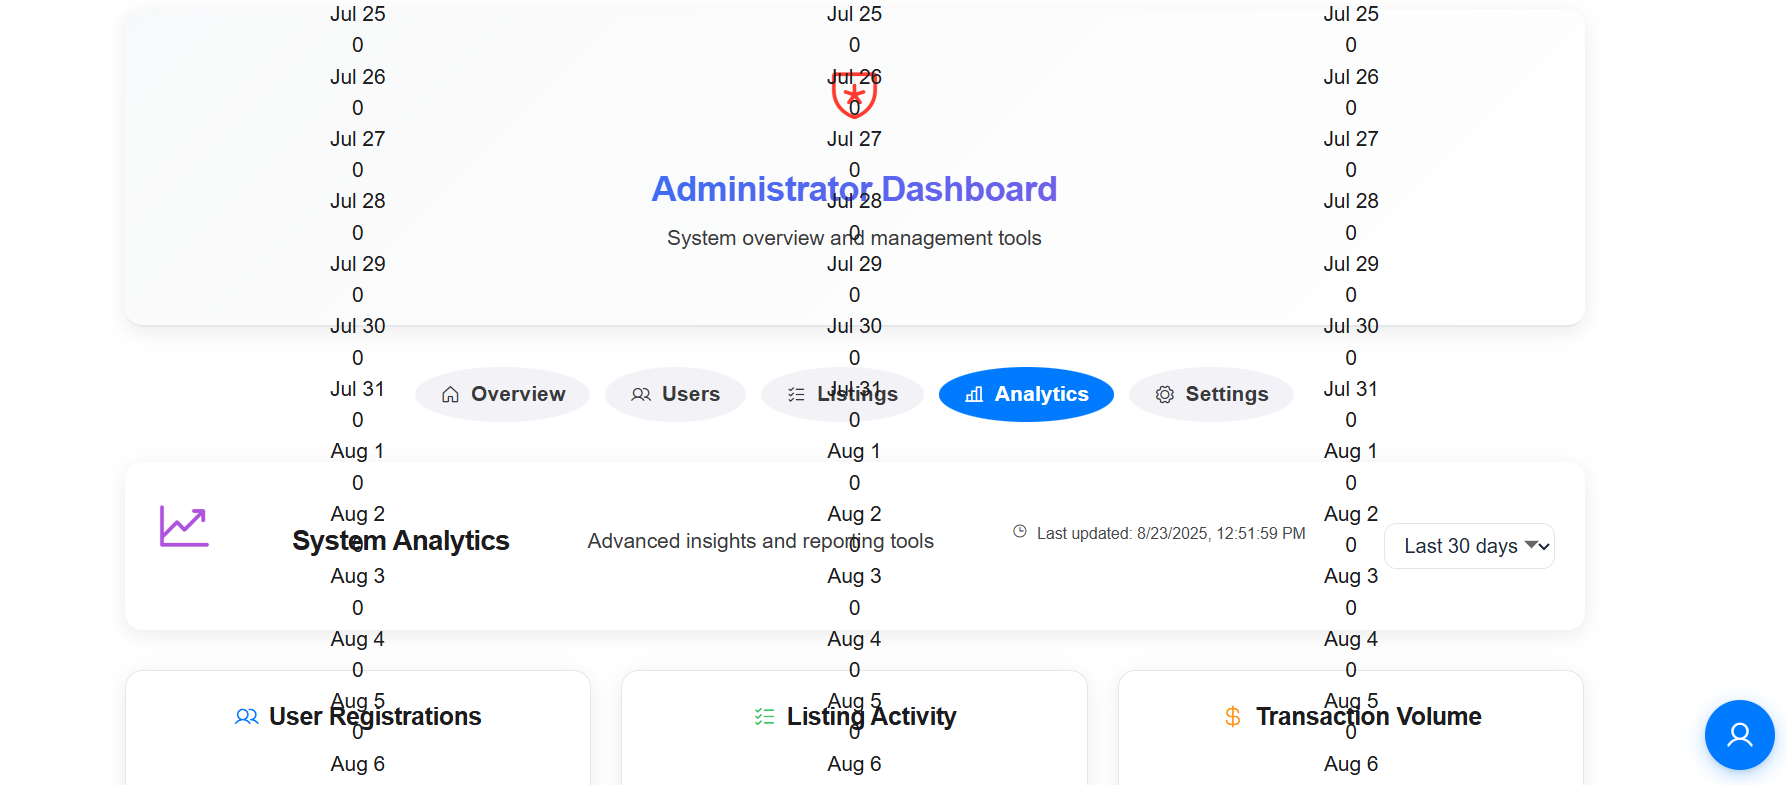 Jul 25 Jul 25 Jul 25
0 0 0
Jul 26 Jul 26 Jul 26
0 0 0
Jul 27 Jul 27 Jul 27
0 0 0
Administrator Dashboard
Jul 28 Jul 28 Jul 28
0 0 0
System overview and management tools
Jul 29 Jul 29 Jul 29
0 0 0
Jul 30 Jul 30 Jul 30
0 0 0
Jul 31 Jul 31 Jul 31
Overview Users Listings Analytics Settings
0 0 0
Aug 1 Aug 1 Aug 1
0 0 0
Aug 2 Aug 2 Aug 2
Last updated: 8/23/2025, 12:51:59 PM
System Analytics Advanced insights and reporting tools Last 30 days
0 0 0
Aug 3 Aug 3 Aug 3
0 0 0
Aug 4 Aug 4 Aug 4
0 0 0
Aug 5 Aug 5 Aug 5
User Registrations Listing Activity Transaction Volume
0 0 0
Aug 6 Aug 6 Aug 6